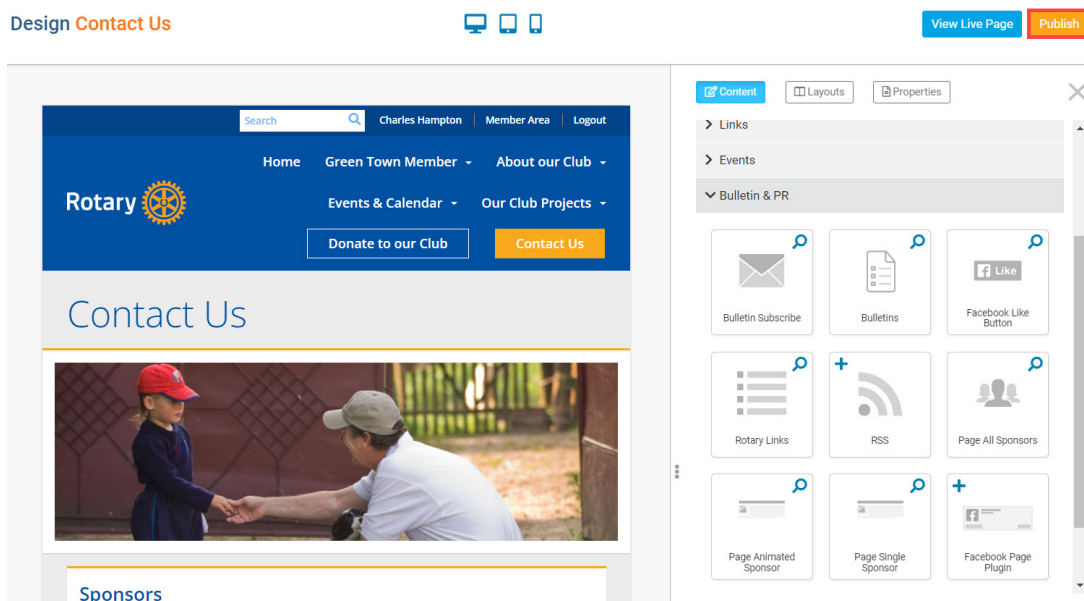 Design Contact Us
View Live Page
Publish
Content
Layouts
Properties
Search
Charles Hampton
Member Area
Logout
Home
Green Town Member
About our Club
Rotary
Events & Calendar
Our Club Projects
Donate to our Club
Contact Us
Contact Us
Sponsors
Links
Events
Bulletin & PR
Bulletin Subscribe
Bulletins
Like
Facebook Like
Button
Rotary Links
RSS
Page All Sponsors
Page Animated
Sponsor
Page Single
Sponsor
Facebook Page
Plugin